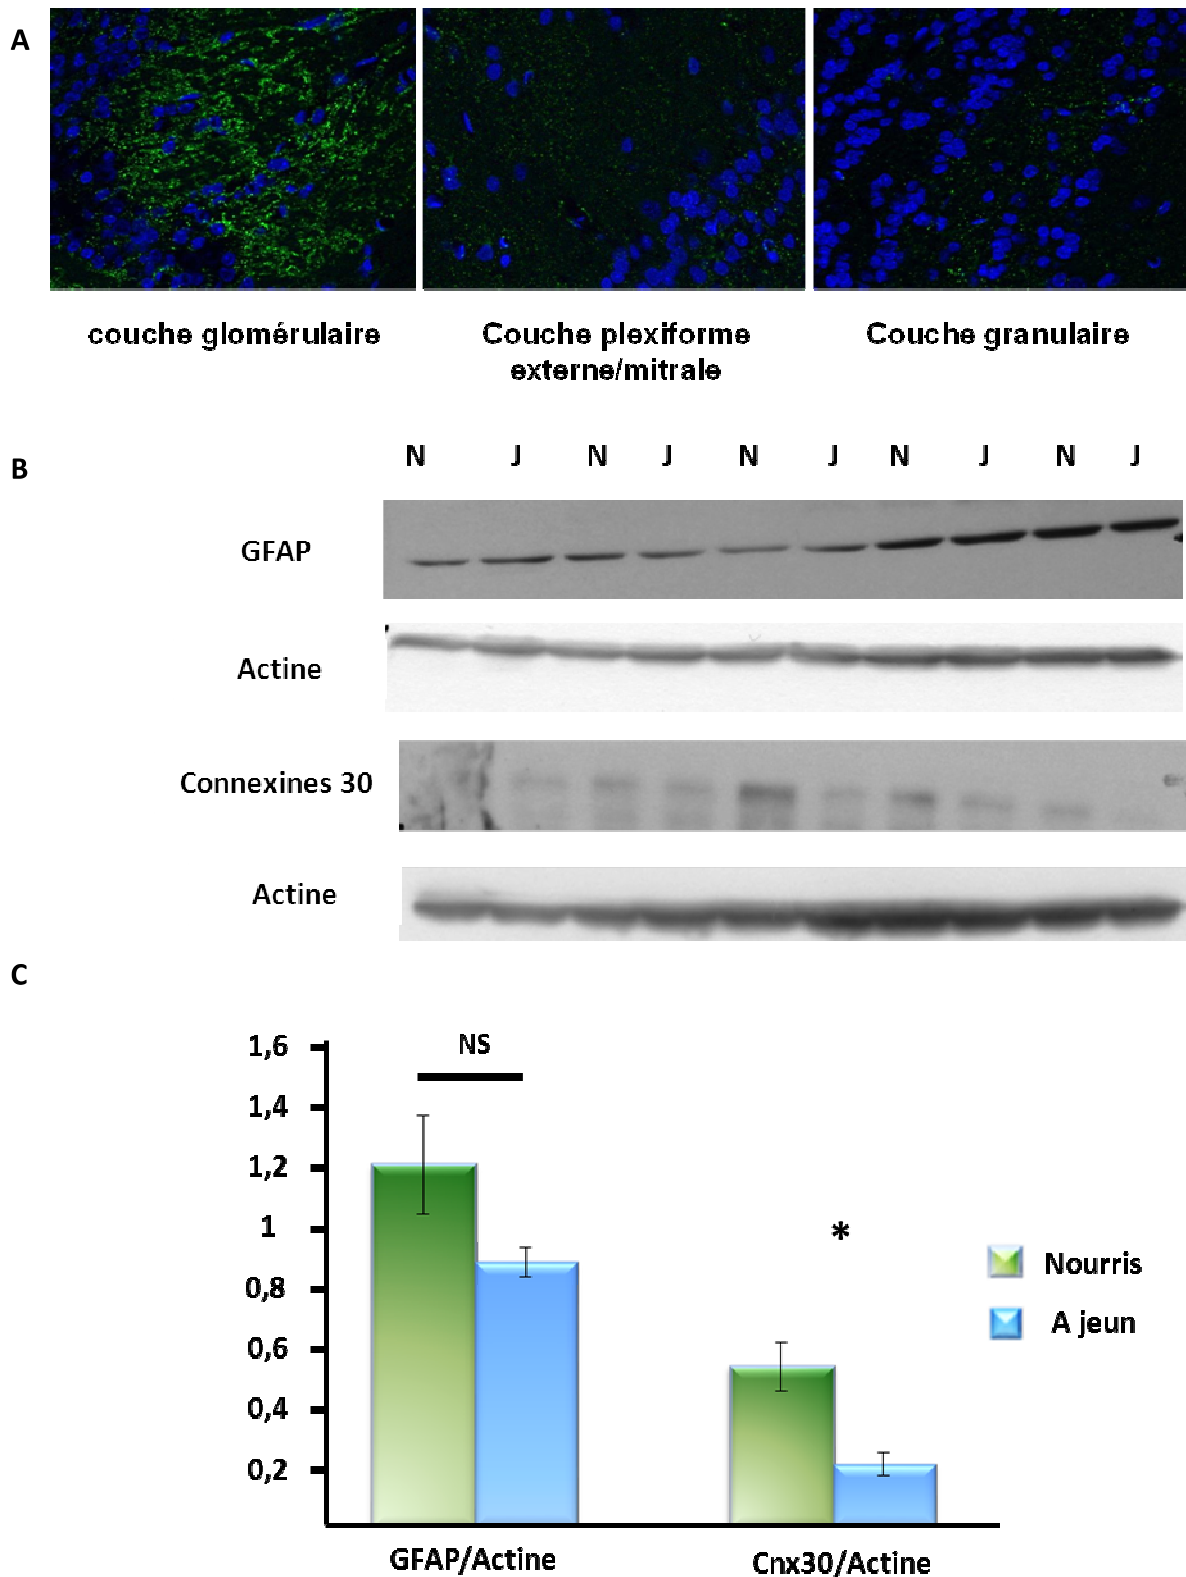 A
couche glomérulaire
Couche plexiforme
externe/mitrale
Couche granulaire
B
N J N J N J N J N J
GFAP
Actine
Connexines 30
Actine
C
1,6
1,4
1,2
1
0,8
0,6
0,4
0,2
NS
*
Nourris
A jeun
GFAP/Actine
Cnx30/Actine